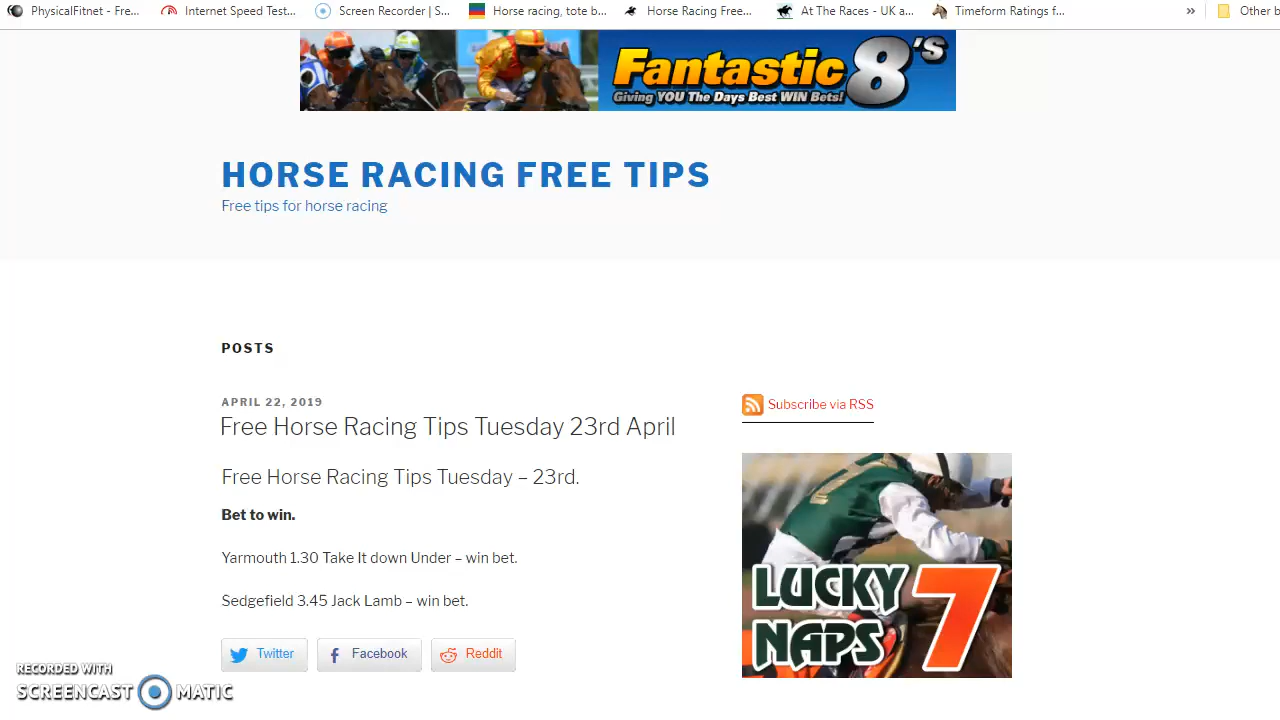 PhysicalFitnet - Fre...
Internet Speed Test...
Screen Recorder | S...
Horse racing, tote b...
Horse Racing Free...
At The Races - UK a...
Timeform Ratings f...
»
Other b
Fantastic 8's
Giving YOU The Days Best WIN Bets!
HORSE RACING FREE TIPS
Free tips for horse racing
POSTS
APRIL 22, 2019
Free Horse Racing Tips Tuesday 23rd April
Free Horse Racing Tips Tuesday – 23rd.
Bet to win.
Yarmouth 1.30 Take It down Under – win bet.
Sedgefield 3.45 Jack Lamb – win bet.
Twitter
Facebook
Reddit
Subscribe via RSS
LUCKY 7
NAPS
RECORDED WITH
SCREENCAST MATIC